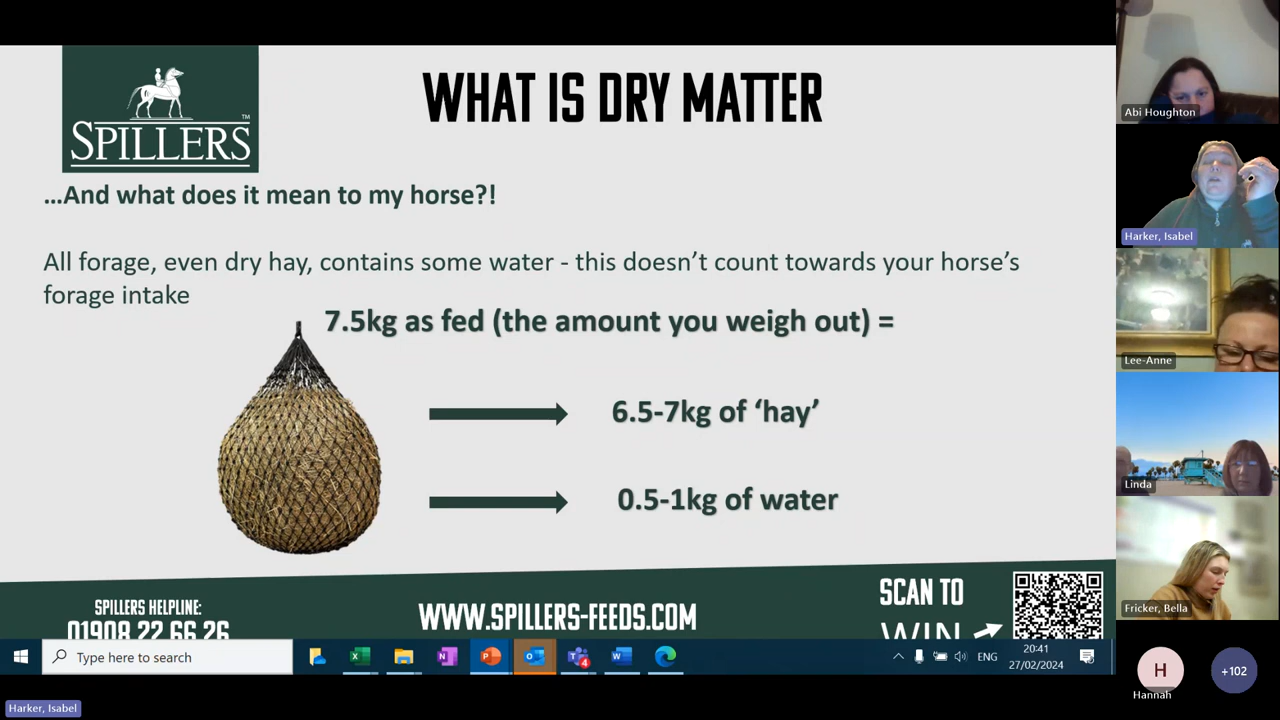 SPILLERS
TM
WHAT IS DRY MATTER
...And what does it mean to my horse?!
All forage, even dry hay, contains some water - this doesn't count towards your horse's
forage intake
7.5kg as fed (the amount you weigh out) =
6.5-7kg of ‘hay’
0.5-1kg of water
SPILLERS HELPLINE:
01908 22 66 26
WWW.SPILLERS-FEEDS.COM
SCAN TO
WIN
Type here to search
4
ENG
20:41
27/02/2024
Harker, Isabel
Abi Houghton
Harker, Isabel
Lee-Anne
Linda
Fricker, Bella
H
Hannah
+102